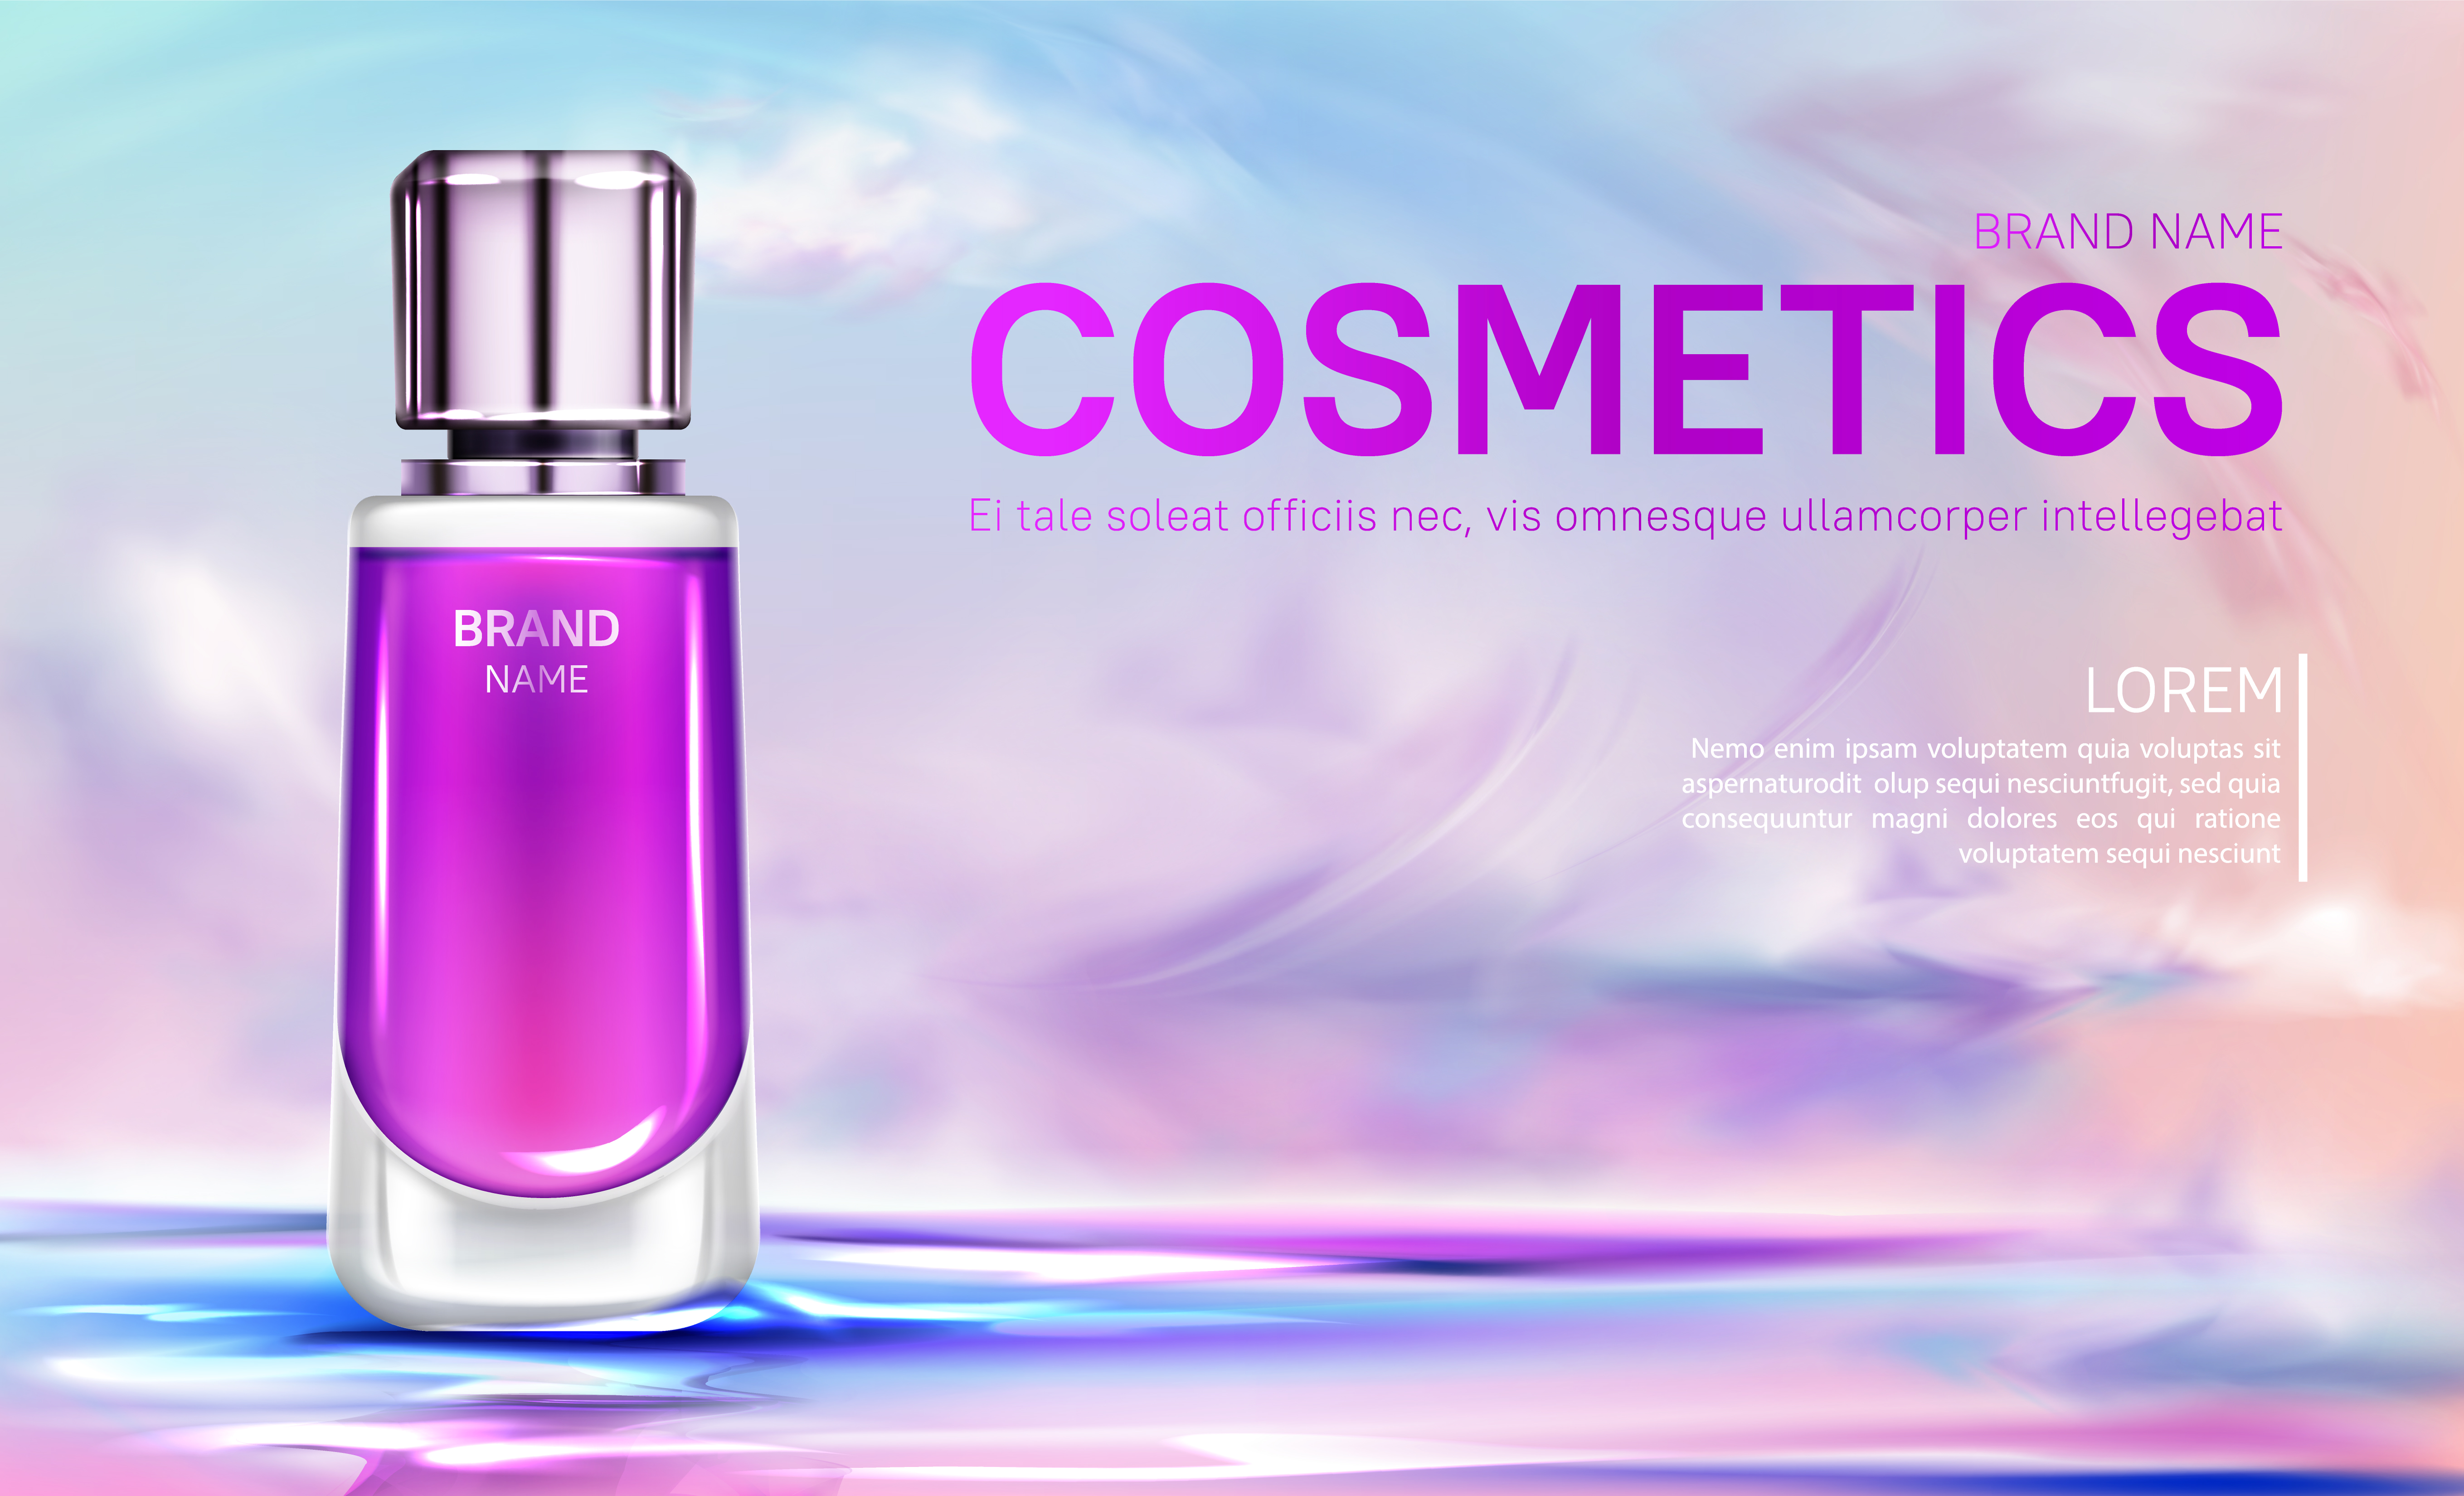 BRAND
NAME
BRAND NAME
COSMETICS
Ei tale soleat officiis nec, vis omnesque ullamcorper intellegebat
LOREM
Nemo enim ipsam voluptatem quia voluptas sit
aspernaturodit olup sequi nesciuntfugit, sed quia
consequuntur magni dolores eos qui ratione
voluptatem sequi nesciunt